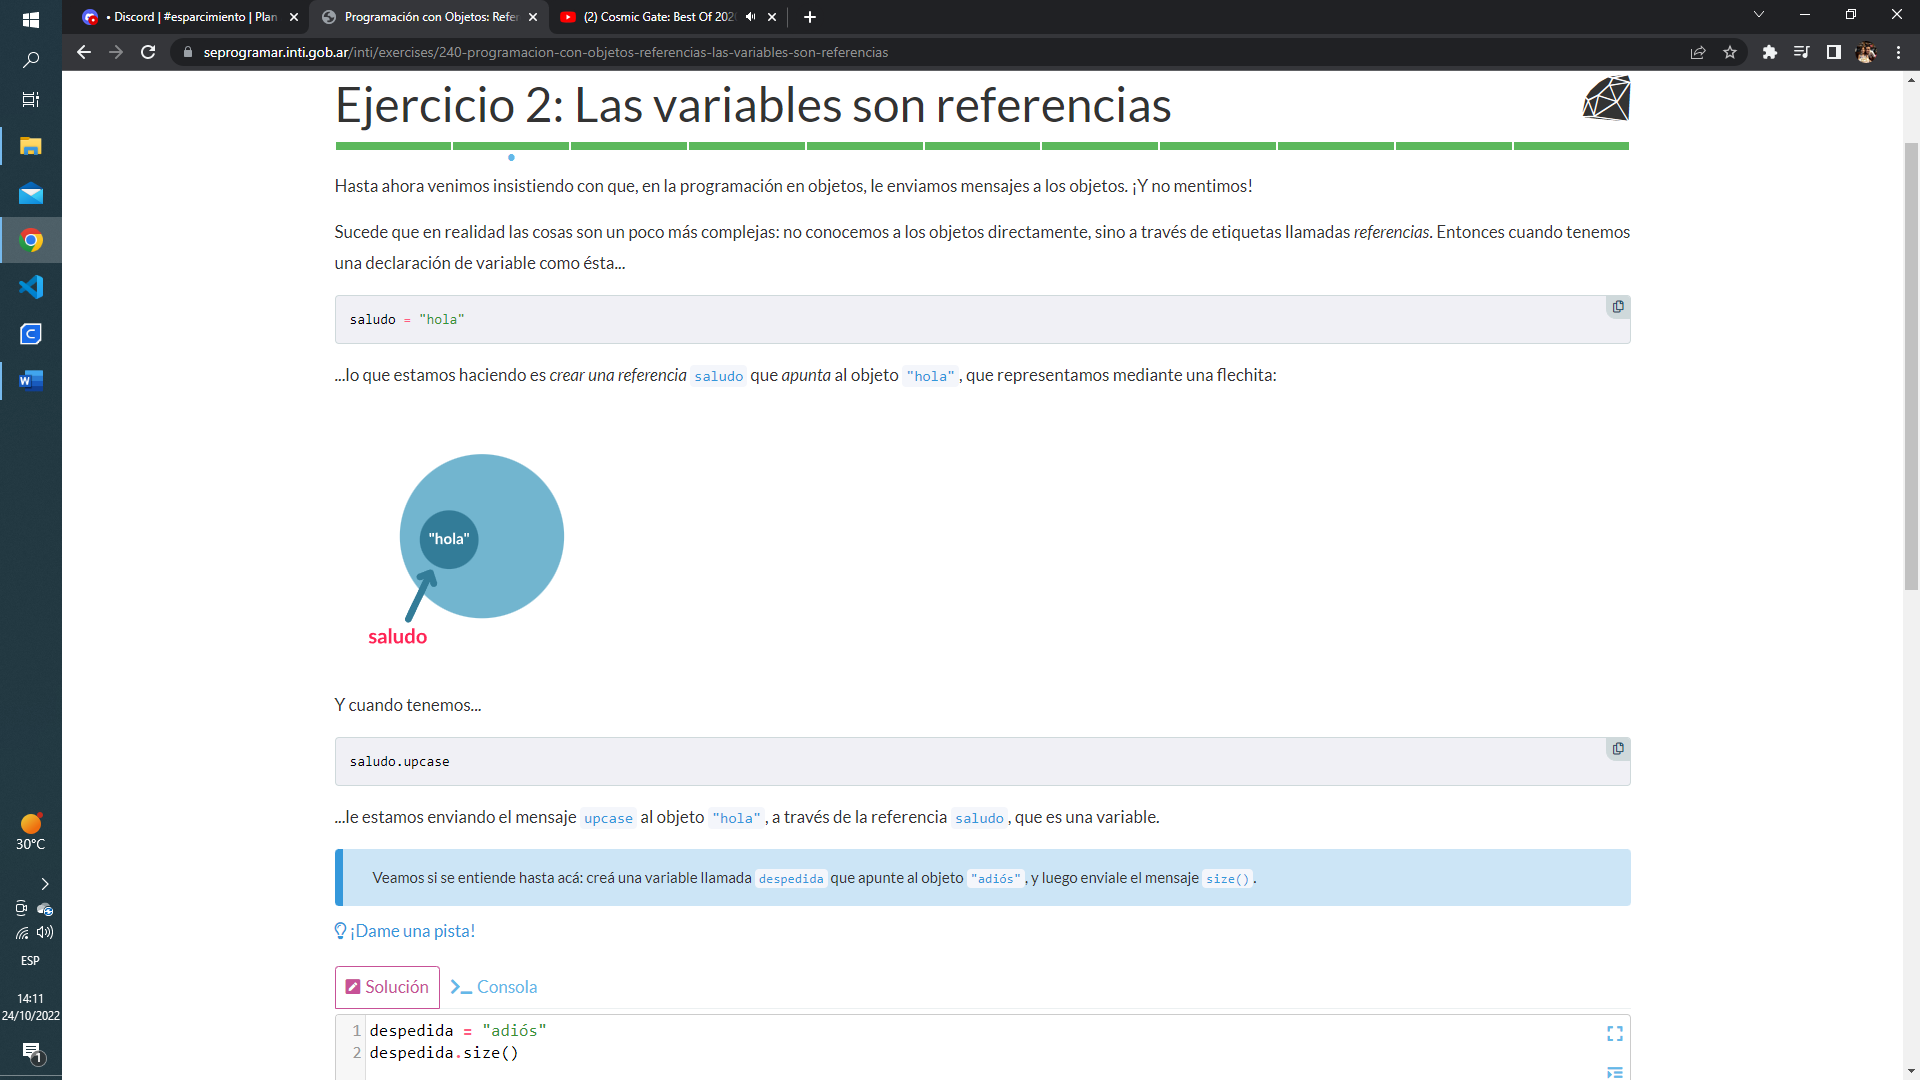 • Discord | #esparcimiento | Plan
Programación con Objetos: Refer
(2) Cosmic Gate: Best Of 202
seprogramar.inti.gob.ar/inti/exercises/240-programacion-con-objetos-referencias-las-variables-son-referencias
Ejercicio 2: Las variables son referencias
Hasta ahora venimos insistiendo con que, en la programación en objetos, le enviamos mensajes a los objetos. ¡Y no mentimos!
Sucede que en realidad las cosas son un poco más complejas: no conocemos a los objetos directamente, sino a través de etiquetas llamadas referencias. Entonces cuando tenemos
una declaración de variable como ésta...
saludo = "hola"
...lo que estamos haciendo es crear una referencia saludo que apunta al objeto "hola", que representamos mediante una flechita:
"hola"
saludo
Y cuando tenemos...
saludo.upcase
...le estamos enviando el mensaje upcase al objeto "hola", a través de la referencia saludo, que es una variable.
Veamos si se entiende hasta acá: creá una variable llamada despedida que apunte al objeto "adiós", y luego enviale el mensaje size().
¡Dame una pista!
Solución
Consola
1 despedida = "adiós"
2 despedida.size()
30°C
ESP
14:11
24/10/2022
1